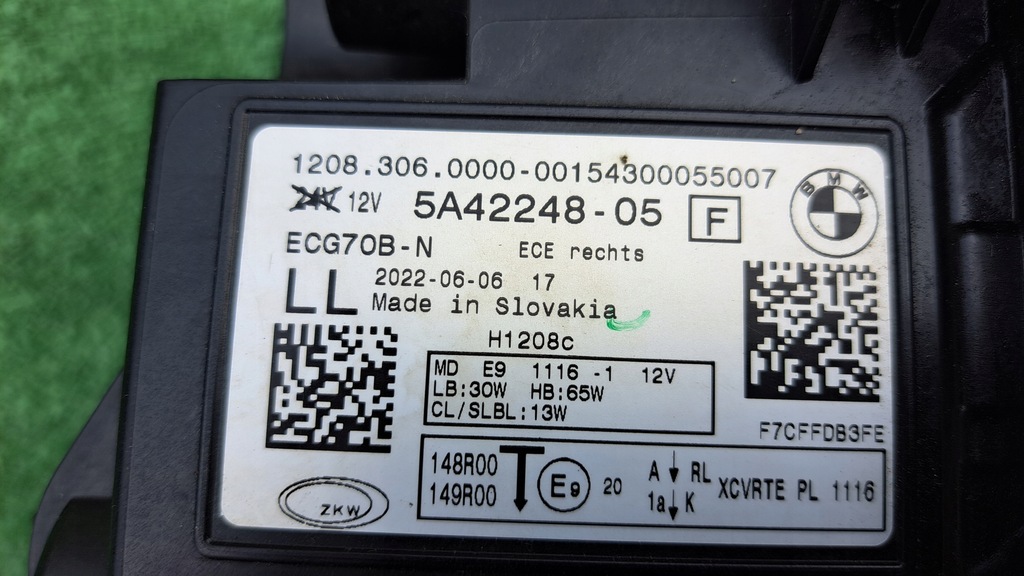 1208.306.0000-00154300055007
24V 12V 5A42248-05 F
BMW
ECG70B-N ECE rechts
LL 2022-06-06 17
Made in Slovakia
H1208c
MD E9 1116 -1 12V
LB:30W HB:65W
CL/SLBL:13W
F7CFFDB3FE
148R00 E9 20 A↓ RL XCVRTE PL 1116
149R00 1a↓K
ZKW